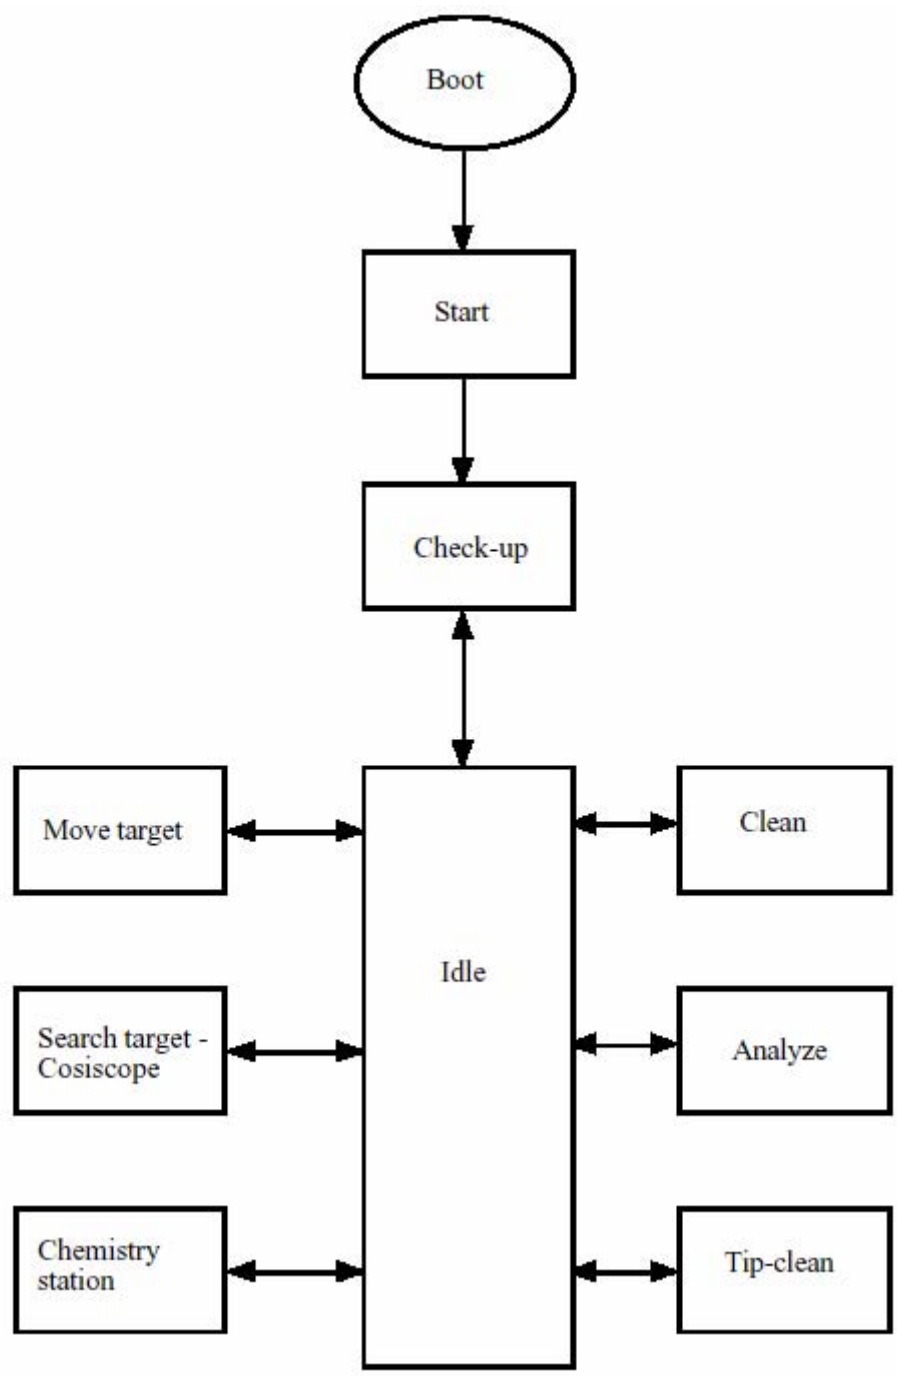 Boot
Start
Check-up
Move target
Clean
Idle
Search target -
Cosiscope
Analyze
Chemistry
station
Tip-clean